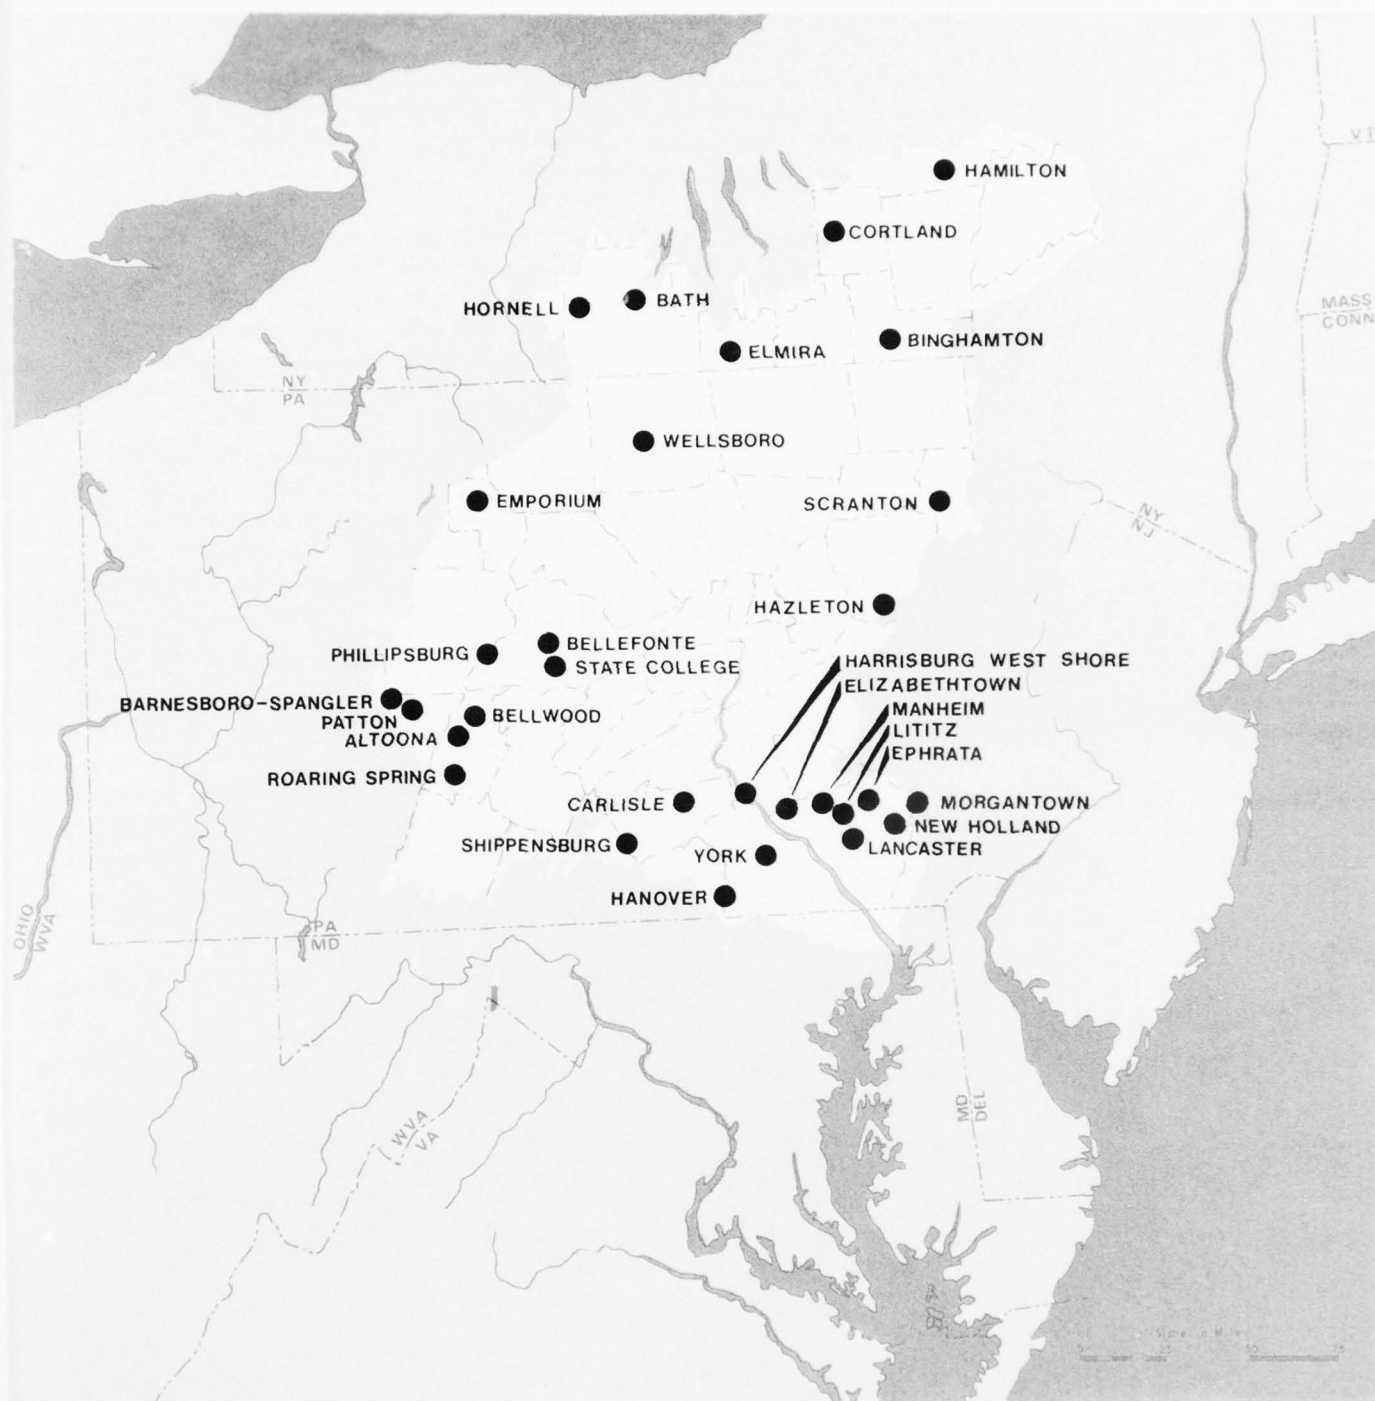 VT
HAMILTON
CORTLAND
MASS
CONN
HORNELL
BATH
BINGHAMTON
ELMIRA
NY
PA
WELLSBORO
EMPORIUM
SCRANTON
NY
NJ
HAZLETON
BELLEFONTE
PHILLIPSBURG
STATE COLLEGE
HARRISBURG WEST SHORE
ELIZABETHTOWN
BARNESBORO-SPANGLER
MANHEIM
PATTON
BELLWOOD
LITITZ
ALTOONA
EPHRATA
ROARING SPRING
CARLISLE
MORGANTOWN
NEW HOLLAND
SHIPPENSBURG
LANCASTER
YORK
HANOVER
OHIO
WVA
PA
MD
MD
DEL
WVA
VA